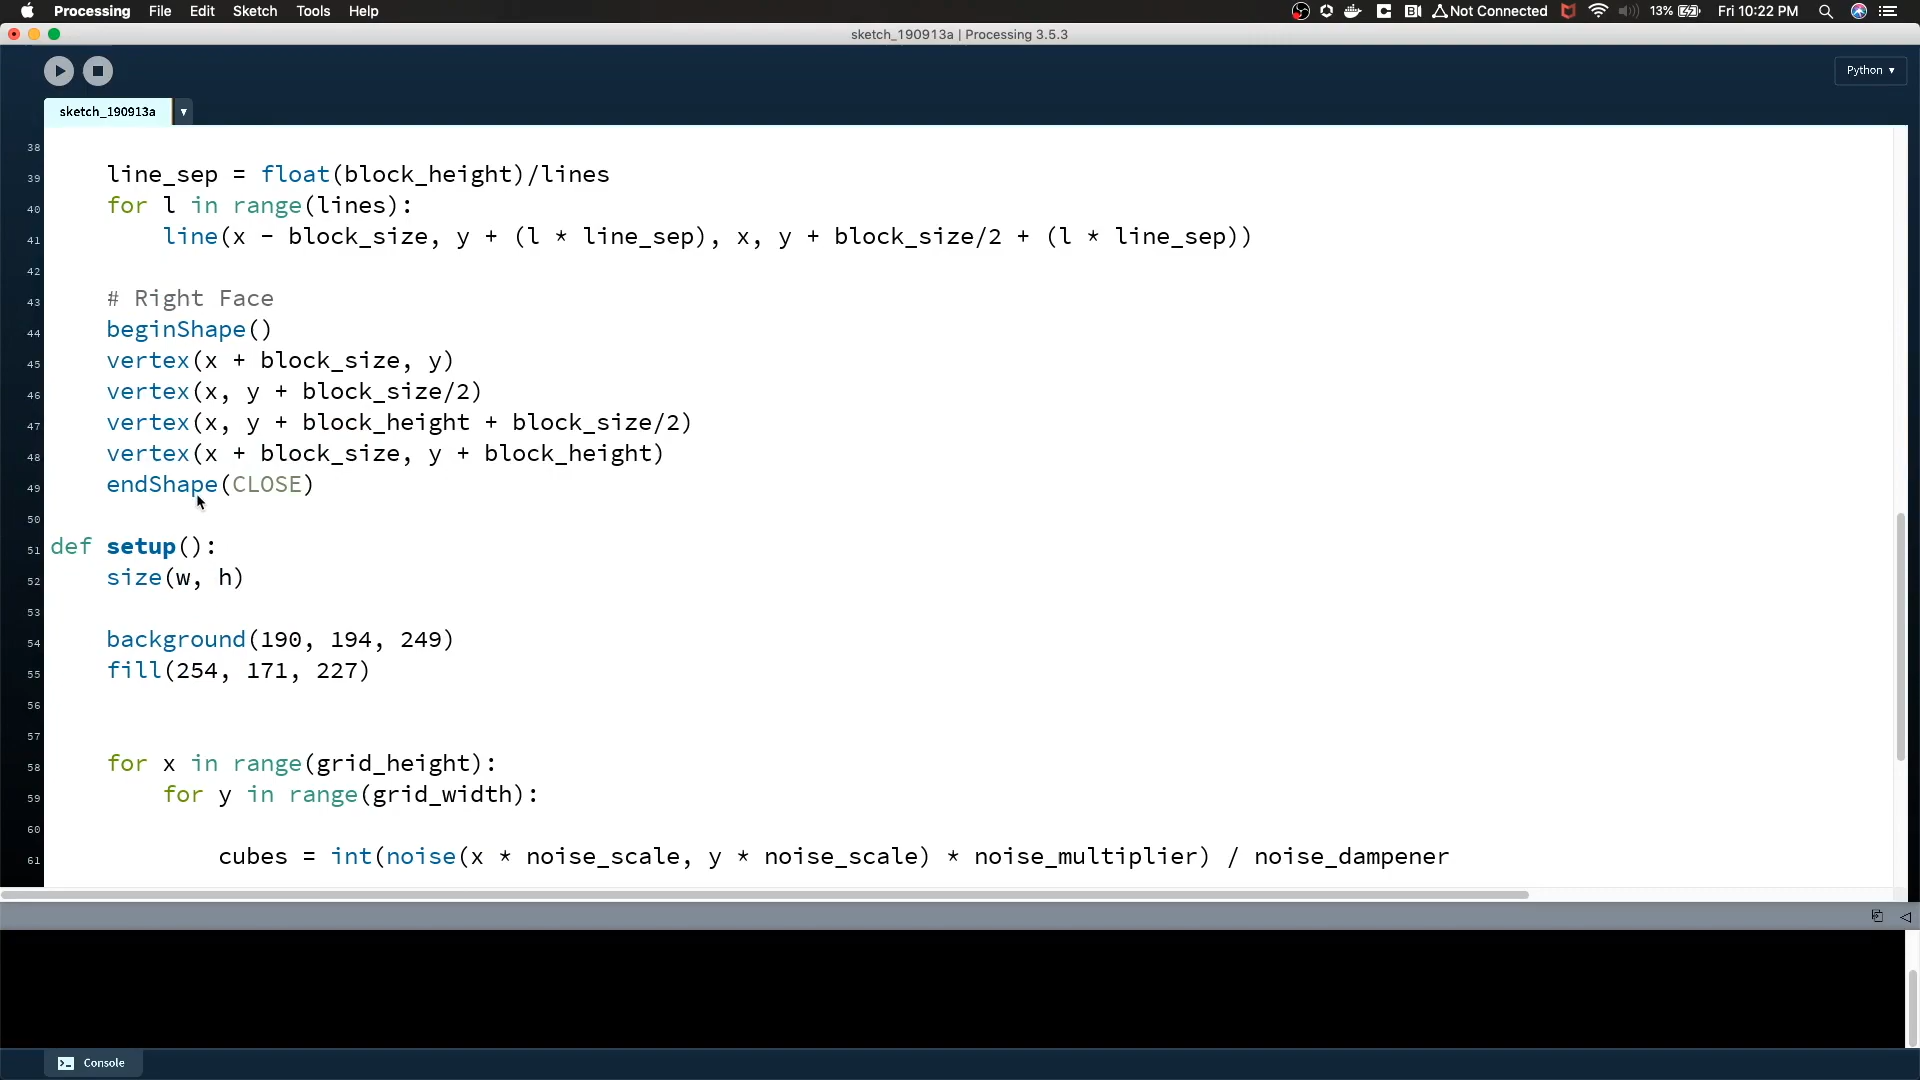 Processing File Edit Sketch Tools Help Not Connected 13% Fri 10:22 PM
sketch_190913a | Processing 3.5.3
Python ▾
sketch_190913a ▾
38
39 line_sep = float(block_height)/lines
40 for l in range(lines):
41 line(x - block_size, y + (l * line_sep), x, y + block_size/2 + (l * line_sep))
42
43 # Right Face
44 beginShape()
45 vertex(x + block_size, y)
46 vertex(x, y + block_size/2)
47 vertex(x, y + block_height + block_size/2)
48 vertex(x + block_size, y + block_height)
49 endShape(CLOSE)
50
51 def setup():
52 size(w, h)
53
54 background(190, 194, 249)
55 fill(254, 171, 227)
56
57
58 for x in range(grid_height):
59 for y in range(grid_width):
60
61 cubes = int(noise(x * noise_scale, y * noise_scale) * noise_multiplier) / noise_dampener
Console